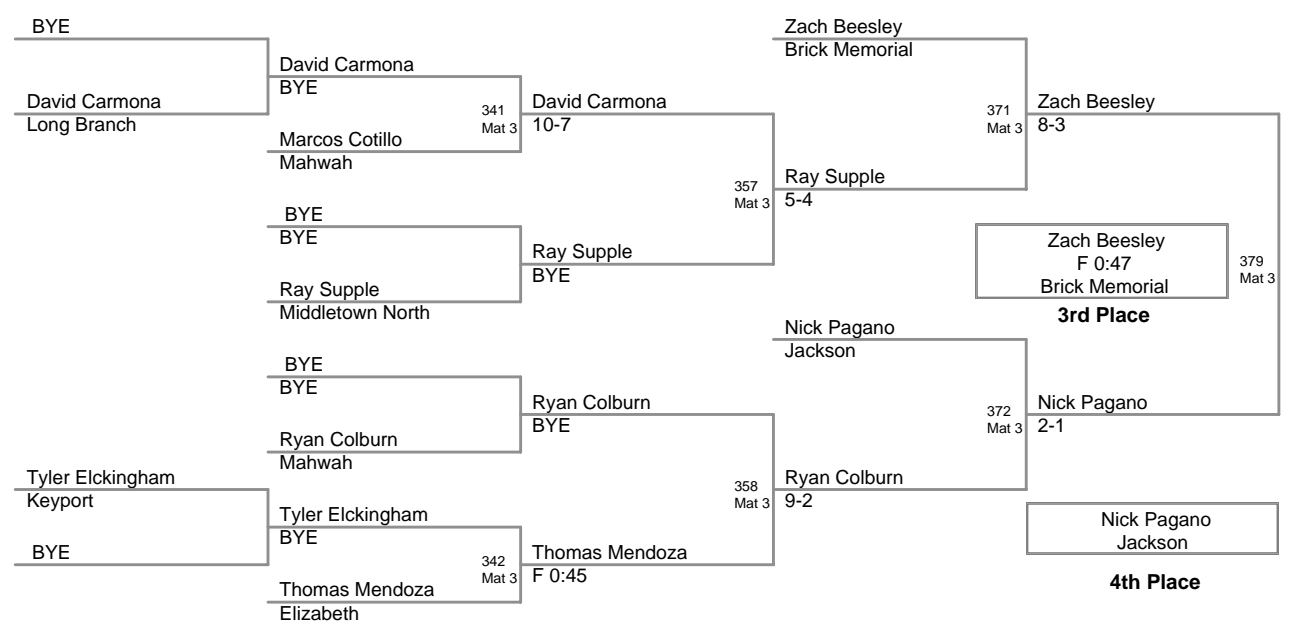 BYE
David Carmona
Long Branch
David Carmona
BYE
Marcos Cotillo
Mahwah
341
Mat 3
David Carmona
10-7
BYE
BYE
Ray Supple
Middletown North
Ray Supple
BYE
357
Mat 3
Ray Supple
5-4
Zach Beesley
Brick Memorial
371
Mat 3
Zach Beesley
8-3
Zach Beesley
F 0:47
Brick Memorial
3rd Place
379
Mat 3
BYE
BYE
Ryan Colburn
Mahwah
Ryan Colburn
BYE
Tyler Elckingham
Keyport
BYE
Tyler Elckingham
BYE
Thomas Mendoza
Elizabeth
342
Mat 3
Thomas Mendoza
F 0:45
358
Mat 3
Ryan Colburn
9-2
Nick Pagano
Jackson
372
Mat 3
Nick Pagano
2-1
Nick Pagano
Jackson
4th Place